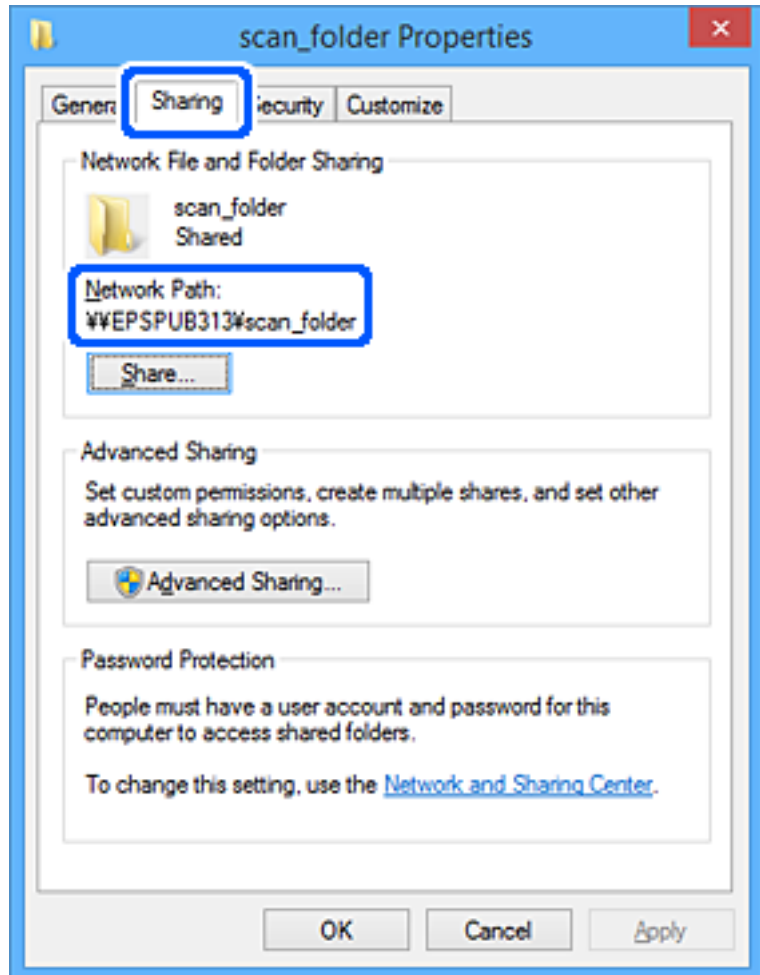 scan_folder Properties
General Sharing Security Customize
Network File and Folder Sharing
scan_folder
Shared
Network Path:
¥¥EPSPUB313¥scan_folder
Share...
Advanced Sharing
Set custom permissions, create multiple shares, and set other
advanced sharing options.
Advanced Sharing...
Password Protection
People must have a user account and password for this
computer to access shared folders.
To change this setting, use the Network and Sharing Center.
OK Cancel Apply